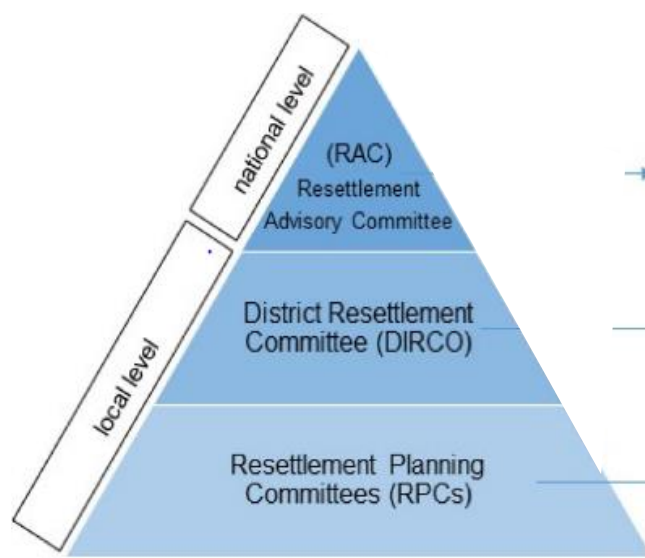 national level
(RAC)
Resettlement
Advisory Committee
local level
District Resettlement
Committee (DIRCO)
Resettlement Planning
Committees (RPCs)